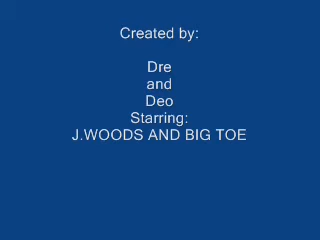 Created by:
Dre
and
Deo
Starring:
J.WOODS AND BIG TOE